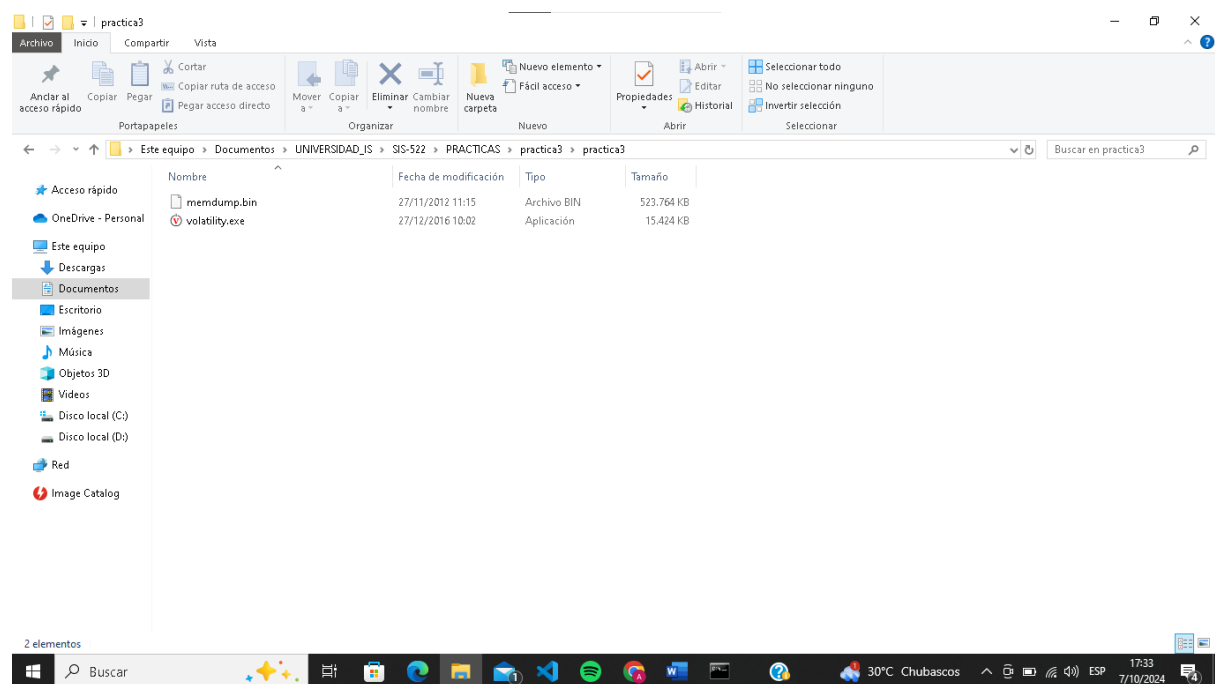 practica3
Archivo Inicio Compartir Vista
Anclar al acceso rápido
Copiar
Pegar
Cortar
Copiar ruta de acceso
Pegar acceso directo
Portapapeles
Mover a
Copiar a
Eliminar
Cambiar nombre
Organizar
Nueva carpeta
Nuevo elemento
Fácil acceso
Nuevo
Propiedades
Abrir
Editar
Historial
Abrir
Seleccionar todo
No seleccionar ninguno
Invertir selección
Seleccionar
Este equipo > Documentos > UNIVERSIDAD_IS > SIS-522 > PRACTICAS > practica3 > practica3
Buscar en practica3
Nombre Fecha de modificación Tipo Tamaño
memdump.bin 27/11/2012 11:15 Archivo BIN 523.764 KB
volatility.exe 27/12/2016 10:02 Aplicación 15.424 KB
Acceso rápido
OneDrive - Personal
Este equipo
Descargas
Documentos
Escritorio
Imágenes
Música
Objetos 3D
Videos
Disco local (C:)
Disco local (D:)
Red
Image Catalog
2 elementos
Buscar
30°C Chubascos
ESP
17:33
7/10/2024
4